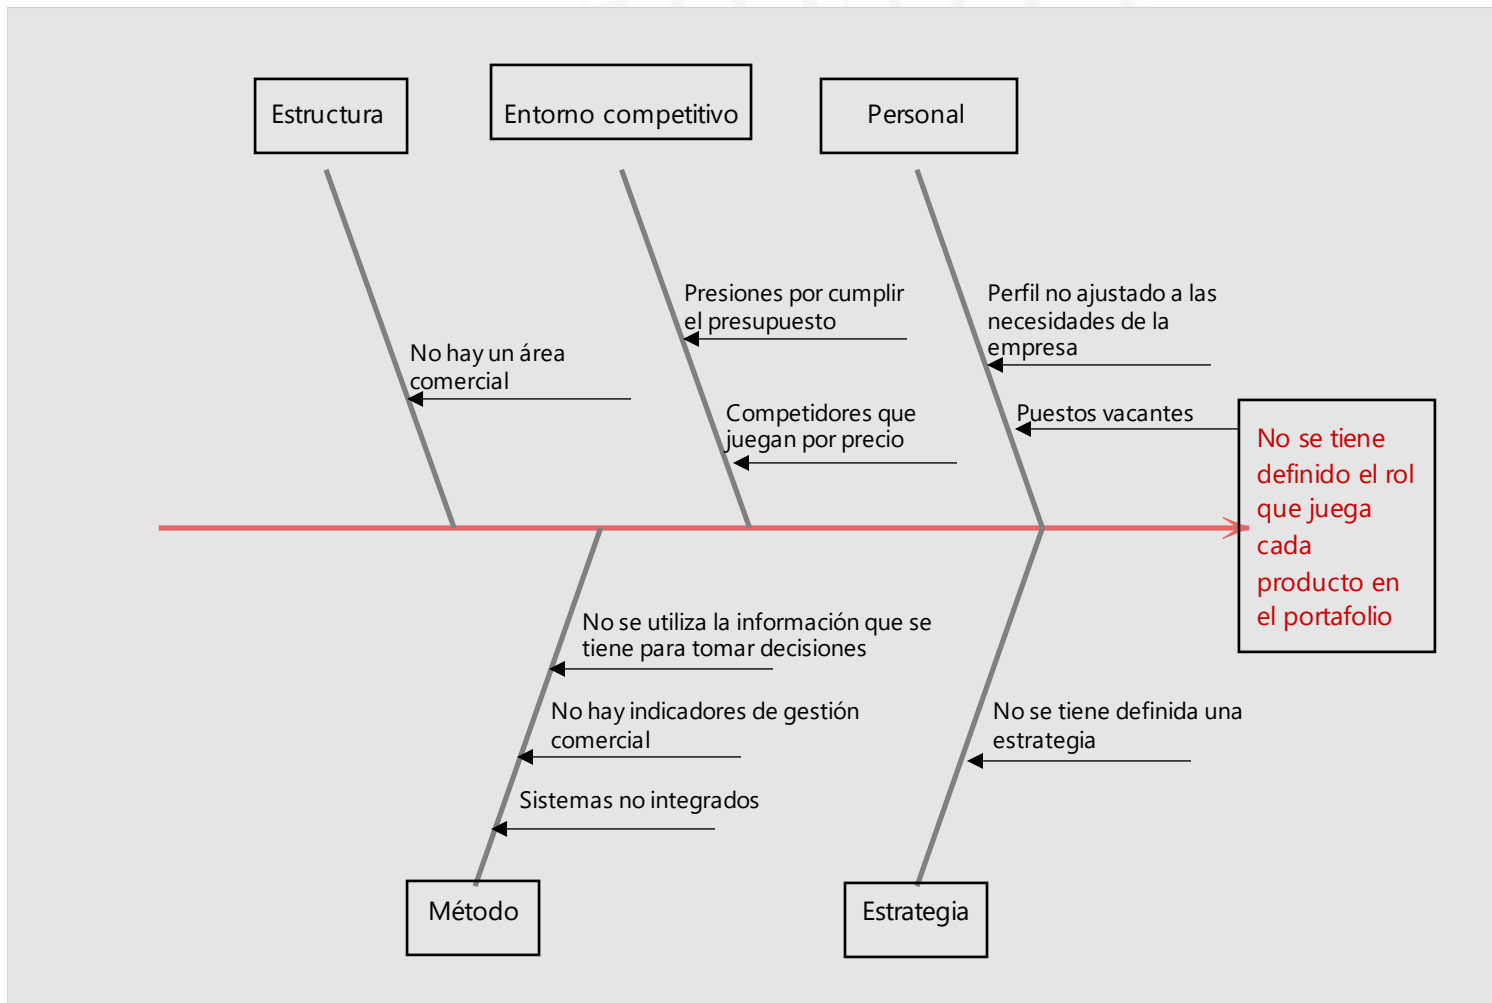 Estructura
Entorno competitivo
Personal
Presiones por cumplir
el presupuesto
Perfil no ajustado a las
necesidades de la
empresa
No hay un área
comercial
Competidores que
juegan por precio
Puestos vacantes
No se tiene
definido el rol
que juega
cada
producto en
el portafolio
No se utiliza la información que se
tiene para tomar decisiones
No hay indicadores de gestión
comercial
No se tiene definida una
estrategia
Sistemas no integrados
Método
Estrategia